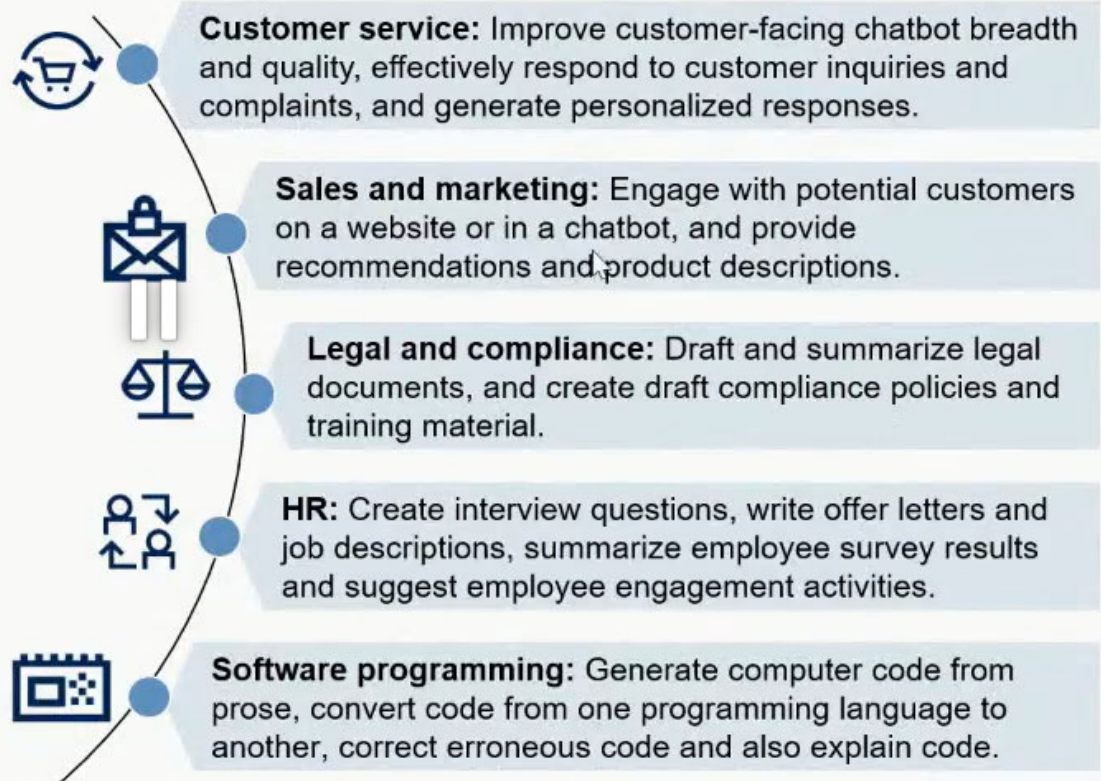 Customer service: Improve customer-facing chatbot breadth
and quality, effectively respond to customer inquiries and
complaints, and generate personalized responses.
Sales and marketing: Engage with potential customers
on a website or in a chatbot, and provide
recommendations and product descriptions.
Legal and compliance: Draft and summarize legal
documents, and create draft compliance policies and
training material.
HR: Create interview questions, write offer letters and
job descriptions, summarize employee survey results
and suggest employee engagement activities.
Software programming: Generate computer code from
prose, convert code from one programming language to
another, correct erroneous code and also explain code.